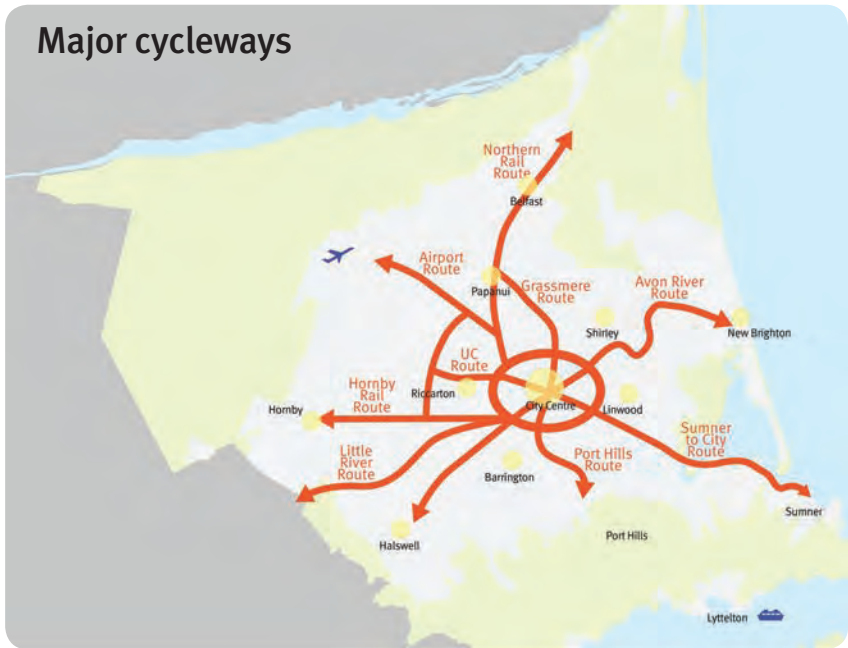 Major cycleways
Northern
Rail
Route
Belfast
Airport
Route
Papanui
Grassmere
Route
Avon River
Route
Shirley
New Brighton
UC
Route
Riccarton
Hornby
Rail
Route
Hornby
City Centre
Linwood
Little
River
Route
Barrington
Port Hills
Route
Sumner
to City
Route
Sumner
Halswell
Port Hills
Lyttelton